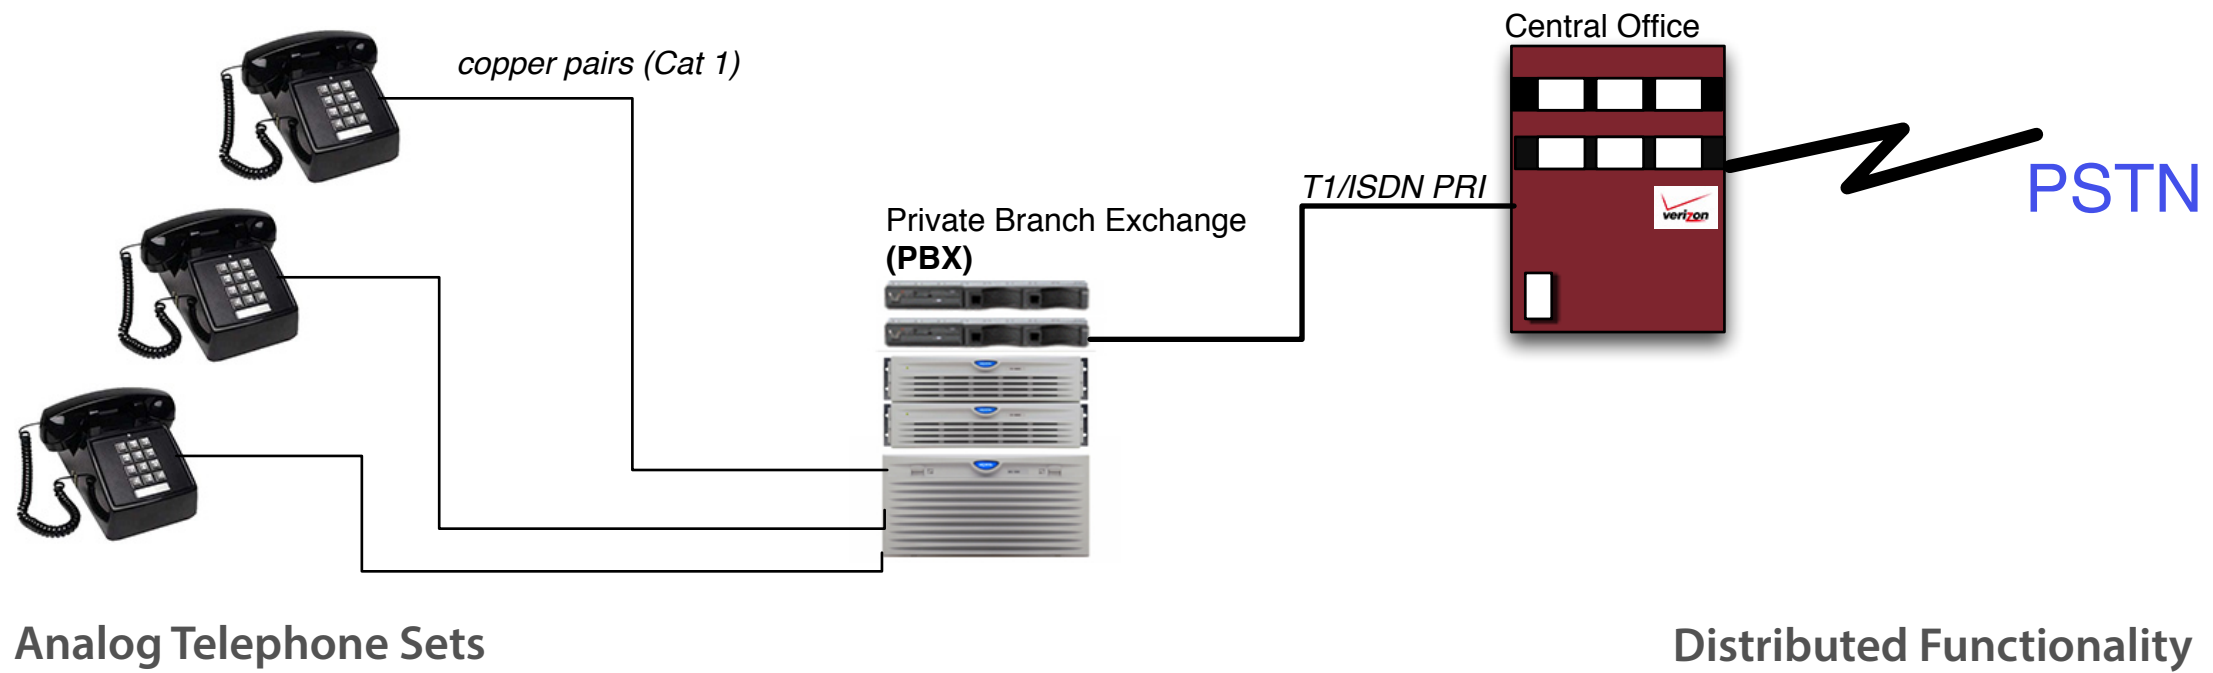 Central Office
copper pairs (Cat 1)
T1/ISDN PRI
verizon
PSTN
Private Branch Exchange
(PBX)
Analog Telephone Sets
Distributed Functionality